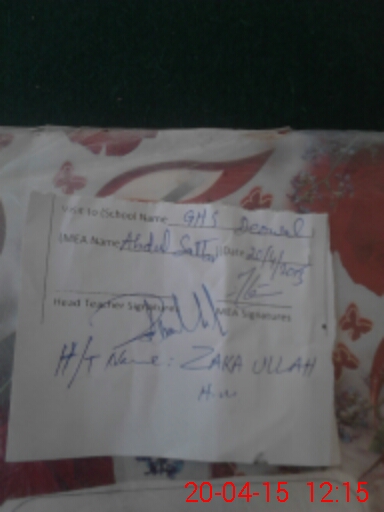 Visit to (School Name GHS Deowal
(MEA Name Abdul Sattar )(Date 20/4/2015
Head Teacher Signatures MEA Signatures
H/T Name: ZAKA ULLAH
20-04-15 12:15